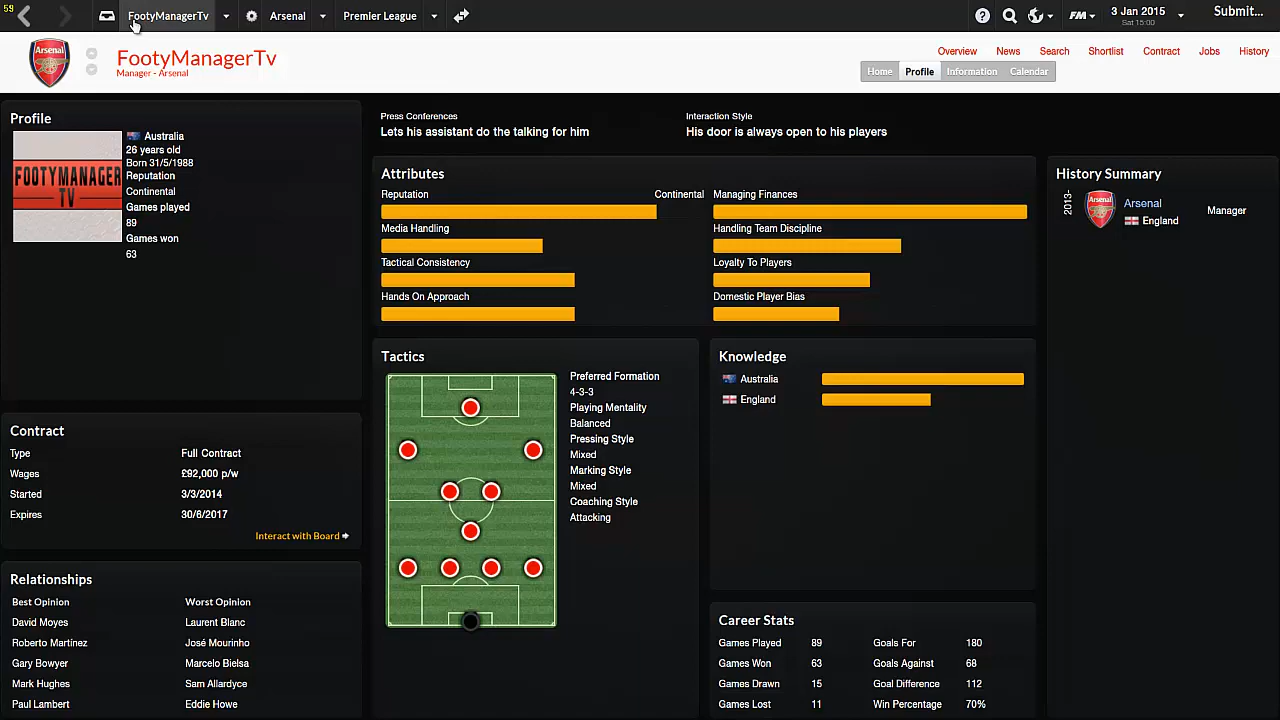 59
FootyManagerTv
Arsenal
Premier League
FM
3 Jan 2015
Sat 15:00
Submit...
Arsenal
FootyManagerTv
Manager - Arsenal
Overview
News
Search
Shortlist
Contract
Jobs
History
Home
Profile
Information
Calendar
Profile
FOOTYMANAGER
TV
Australia
26 years old
Born 31/5/1988
Reputation
Continental
Games played
89
Games won
63
Press Conferences
Lets his assistant do the talking for him
Interaction Style
His door is always open to his players
Attributes
Reputation
Continental
Media Handling
Tactical Consistency
Hands On Approach
Managing Finances
Handling Team Discipline
Loyalty To Players
Domestic Player Bias
History Summary
2013-
Arsenal
Arsenal
England
Manager
Contract
Type Full Contract
Wages £92,000 p/w
Started 3/3/2014
Expires 30/6/2017
Interact with Board
Tactics
Preferred Formation
4-3-3
Playing Mentality
Balanced
Pressing Style
Mixed
Marking Style
Mixed
Coaching Style
Attacking
Knowledge
Australia
England
Relationships
Best Opinion Worst Opinion
David Moyes Laurent Blanc
Roberto Martínez José Mourinho
Gary Bowyer Marcelo Bielsa
Mark Hughes Sam Allardyce
Paul Lambert Eddie Howe
Career Stats
Games Played 89 Goals For 180
Games Won 63 Goals Against 68
Games Drawn 15 Goal Difference 112
Games Lost 11 Win Percentage 70%